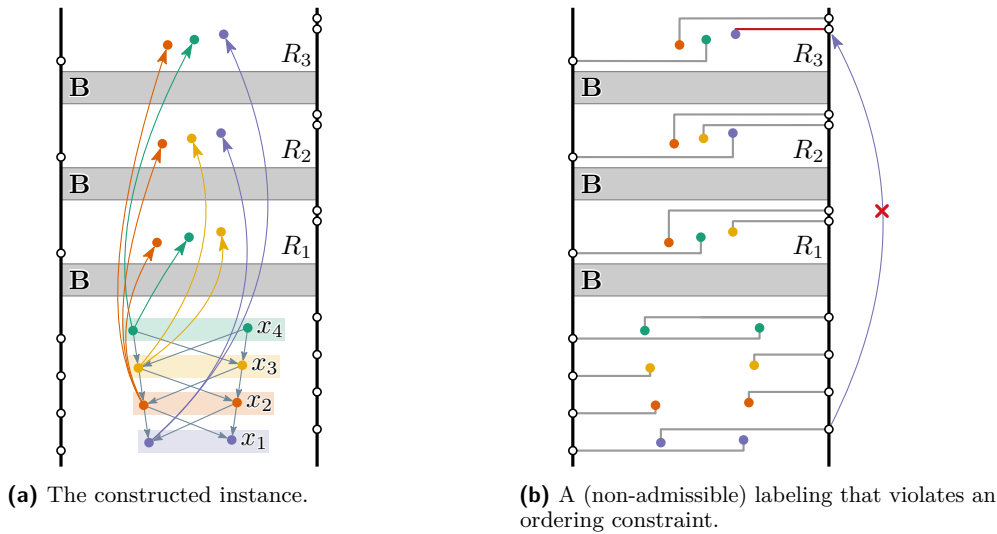 R3
B
R2
B
R1
B
x4
x3
x2
x1
(a) The constructed instance.
R3
B
R2
B
R1
B
(b) A (non-admissible) labeling that violates an
ordering constraint.